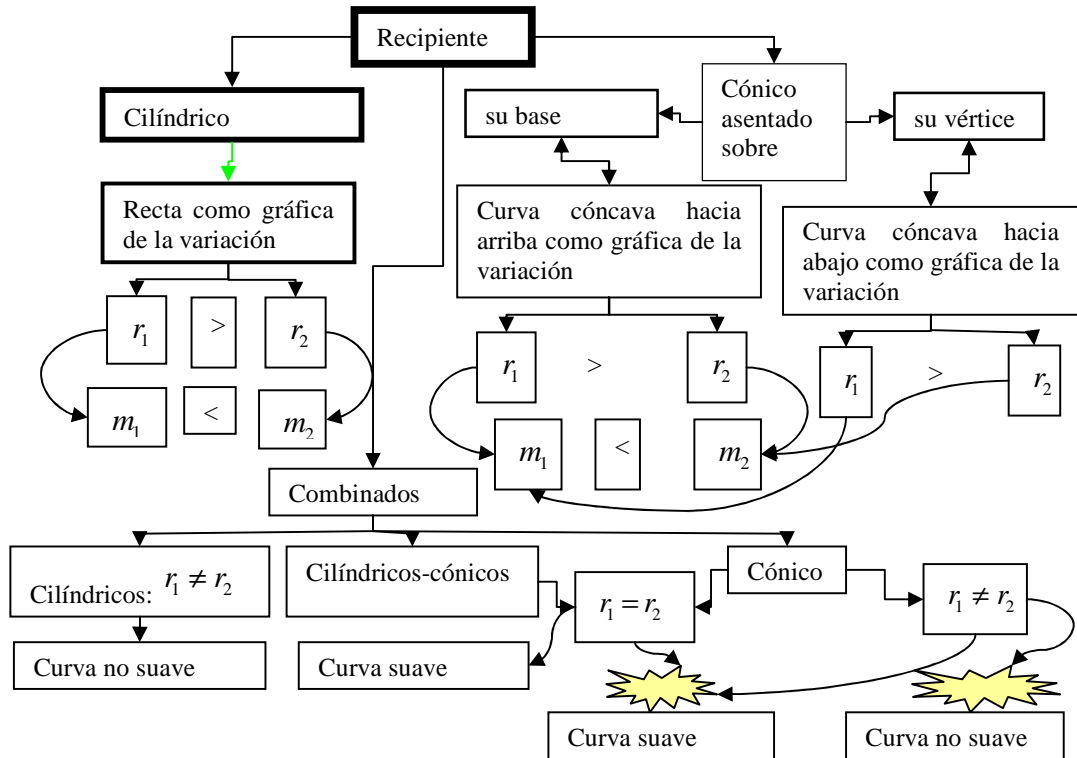 Recipiente
Cilíndrico
Cónico
asentado
sobre
su base
su vértice
Recta como gráfica
de la variación
Curva cóncava hacia
arriba como gráfica de la
variación
Curva cóncava hacia
abajo como gráfica de la
variación
r₁ > r₂
m₁ < m₂
r₁ > r₂
m₁ < m₂
r₁ > r₂
Combinados
Cilíndricos: r₁ ≠ r₂
Cilíndricos-cónicos
Cónico
r₁ = r₂
r₁ ≠ r₂
Curva no suave
Curva suave
Curva suave
Curva no suave